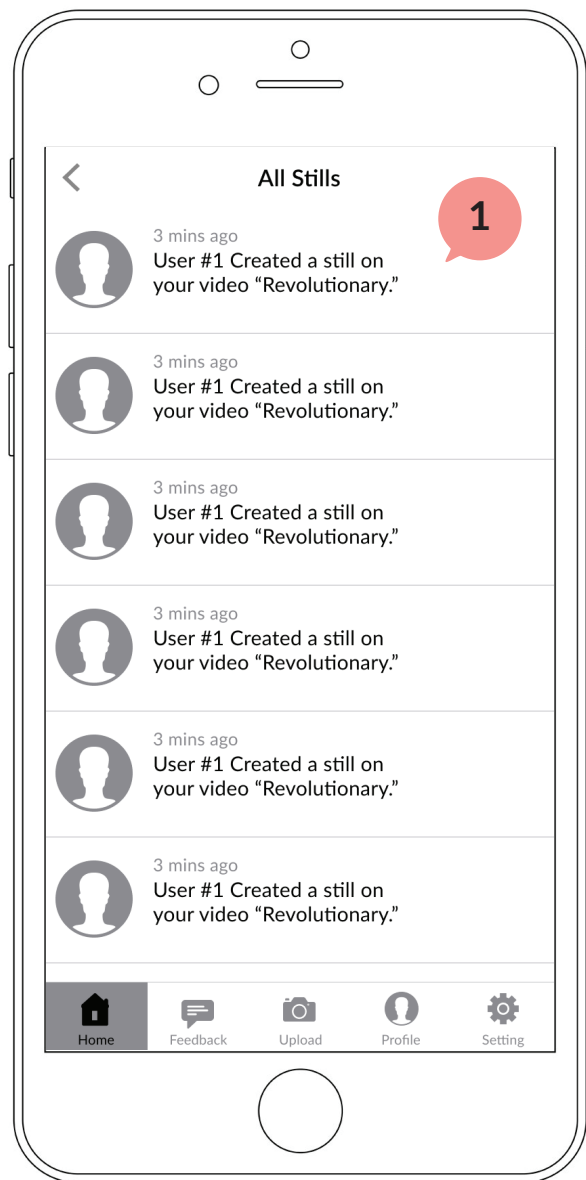 All Stills
1
3 mins ago
User #1 Created a still on
your video “Revolutionary.”
3 mins ago
User #1 Created a still on
your video “Revolutionary.”
3 mins ago
User #1 Created a still on
your video “Revolutionary.”
3 mins ago
User #1 Created a still on
your video “Revolutionary.”
3 mins ago
User #1 Created a still on
your video “Revolutionary.”
3 mins ago
User #1 Created a still on
your video “Revolutionary.”
Home
Feedback
Upload
Profile
Setting